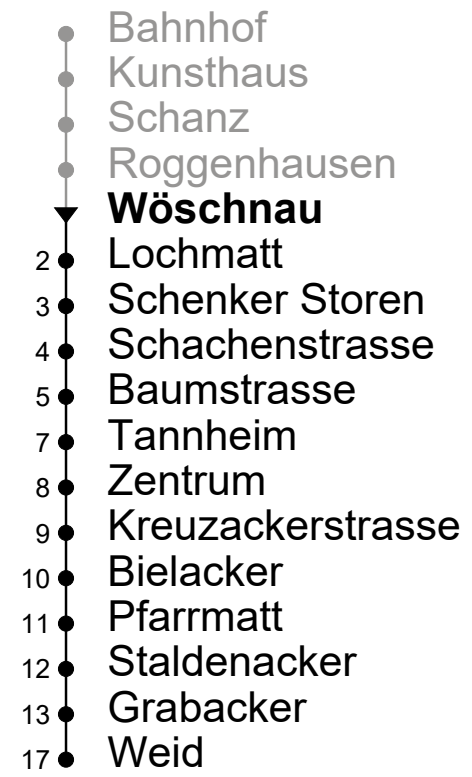 Bahnhof
Kunsthaus
Schanz
Roggenhausen
Wöschnau
2 Lochmatt
3 Schenker Storen
4 Schachenstrasse
5 Baumstrasse
7 Tannheim
8 Zentrum
9 Kreuzackerstrasse
10 Bielacker
11 Pfarrmatt
12 Staldenacker
13 Grabacker
17 Weid